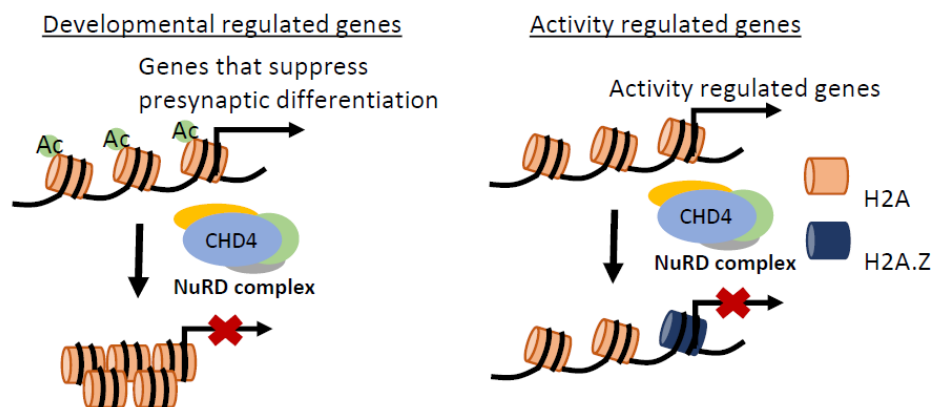 Developmental regulated genes
Genes that suppress
presynaptic differentiation
Ac
Ac
Ac
CHD4
NuRD complex
Activity regulated genes
Activity regulated genes
CHD4
NuRD complex
H2A
H2A.Z